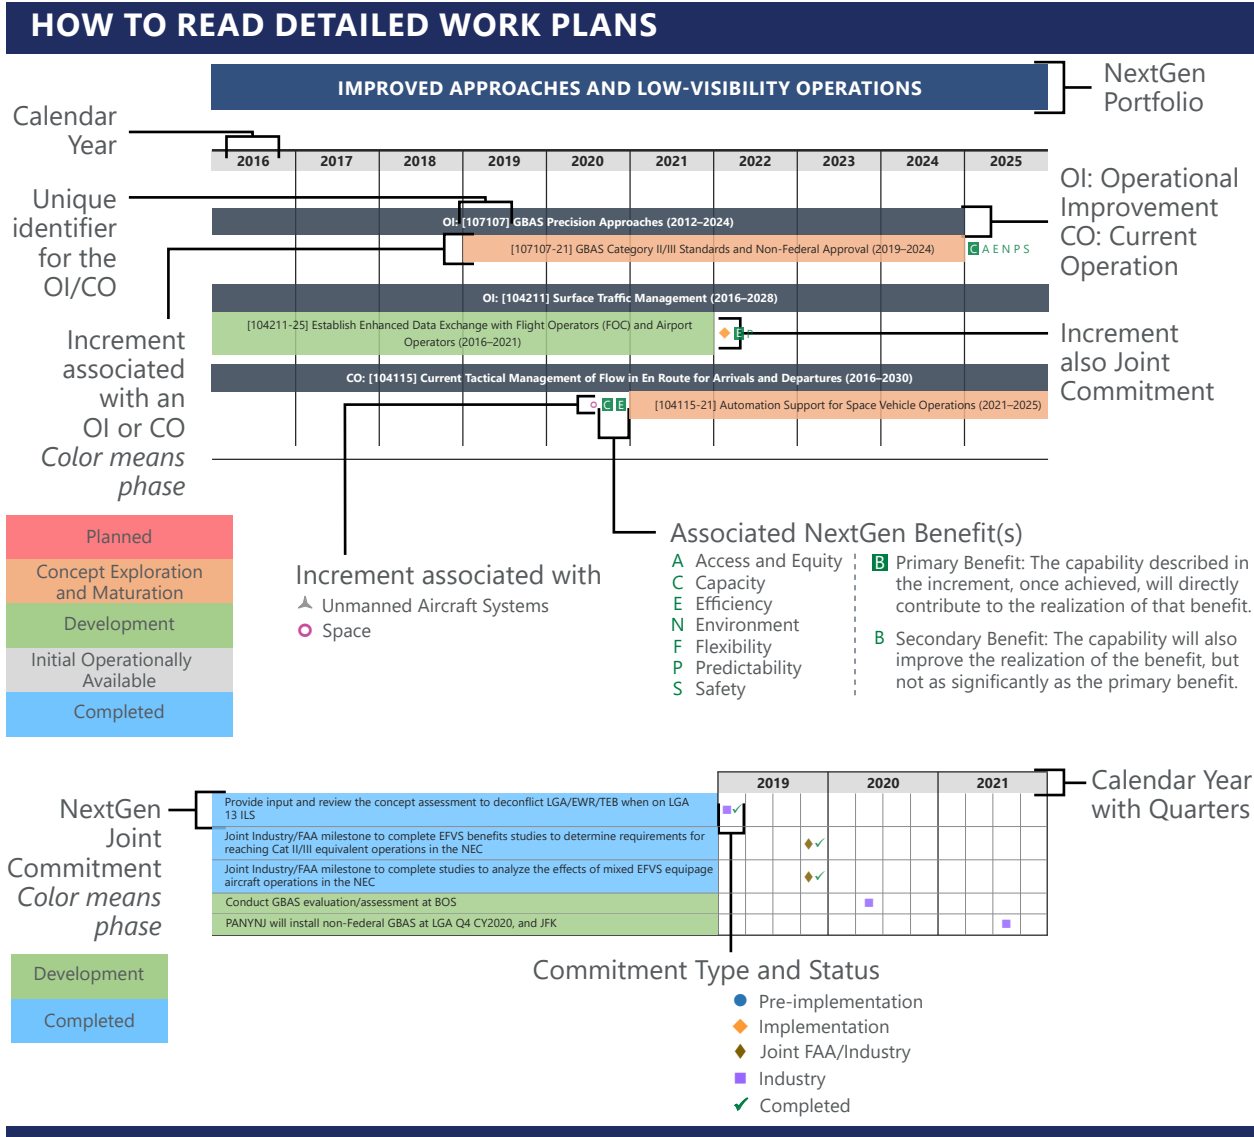 HOW TO READ DETAILED WORK PLANS
IMPROVED APPROACHES AND LOW-VISIBILITY OPERATIONS
NextGen
Portfolio
Calendar
Year
2016 2017 2018 2019 2020 2021 2022 2023 2024 2025
Unique
identifier
for the
OI/CO
OI: Operational
Improvement
CO: Current
Operation
OI: [107107] GBAS Precision Approaches (2012–2024)
[107107-21] GBAS Category II/III Standards and Non-Federal Approval (2019–2024) C A E N P S
OI: [104211] Surface Traffic Management (2016–2028)
[104211-25] Establish Enhanced Data Exchange with Flight Operators (FOC) and Airport
Operators (2016–2021)
E P
Increment
also Joint
Commitment
Increment
associated
with an
OI or CO
Color means
phase
CO: [104115] Current Tactical Management of Flow in En Route for Arrivals and Departures (2016–2030)
C E [104115-21] Automation Support for Space Vehicle Operations (2021–2025)
Planned
Concept Exploration
and Maturation
Development
Initial Operationally
Available
Completed
Increment associated with
Unmanned Aircraft Systems
Space
Associated NextGen Benefit(s)
A Access and Equity
C Capacity
E Efficiency
N Environment
F Flexibility
P Predictability
S Safety
B Primary Benefit: The capability described in
the increment, once achieved, will directly
contribute to the realization of that benefit.
B Secondary Benefit: The capability will also
improve the realization of the benefit, but
not as significantly as the primary benefit.
2019 2020 2021
Calendar Year
with Quarters
NextGen
Joint
Commitment
Color means
phase
Provide input and review the concept assessment to deconflict LGA/EWR/TEB when on LGA
13 ILS
Joint Industry/FAA milestone to complete EFVS benefits studies to determine requirements for
reaching Cat II/III equivalent operations in the NEC
Joint Industry/FAA milestone to complete studies to analyze the effects of mixed EFVS equipage
aircraft operations in the NEC
Conduct GBAS evaluation/assessment at BOS
PANYNJ will install non-Federal GBAS at LGA Q4 CY2020, and JFK
Development
Completed
Commitment Type and Status
Pre-implementation
Implementation
Joint FAA/Industry
Industry
Completed